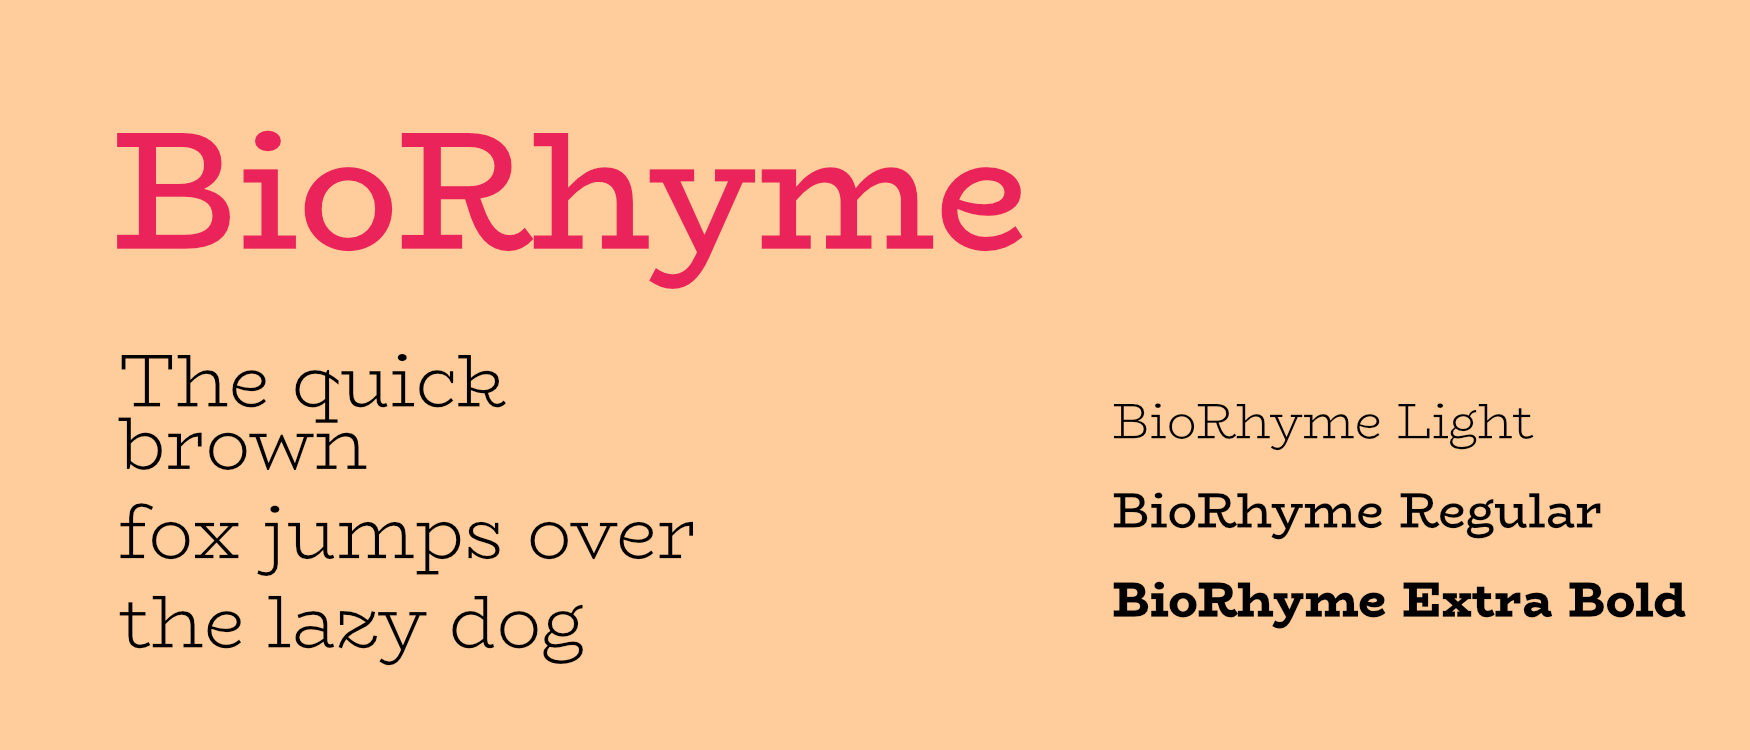 BioRhyme
The quick
brown
fox jumps over
the lazy dog
BioRhyme Light
BioRhyme Regular
BioRhyme Extra Bold